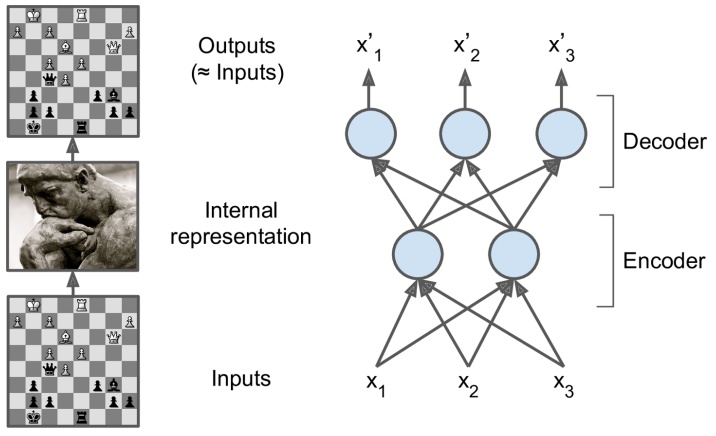 Outputs
(≈ Inputs)
x'1 x'2 x'3
Decoder
Internal
representation
Encoder
Inputs
x1 x2 x3